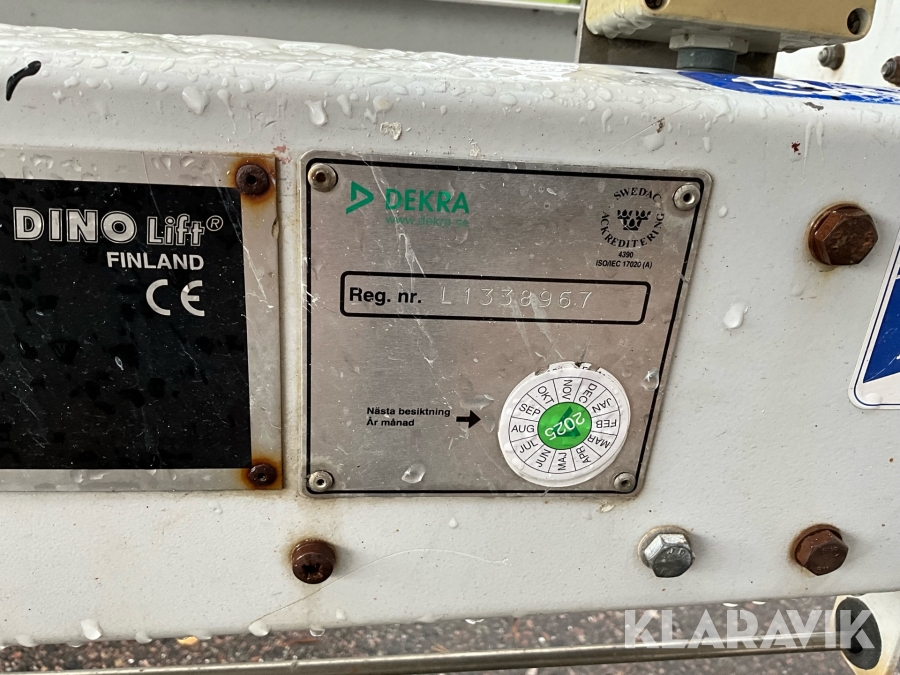 DINO Lift®
FINLAND
CE
DEKRA
www.dekra.se
SWEDAC
ACKREDITERING
4390
ISO/IEC 17020 (A)
Reg. nr. L1338967
Nästa besiktning
År månad
JAN FEB MAR APR MAJ JUN JUL AUG SEP OKT NOV DEC
2025
KLARAVIK